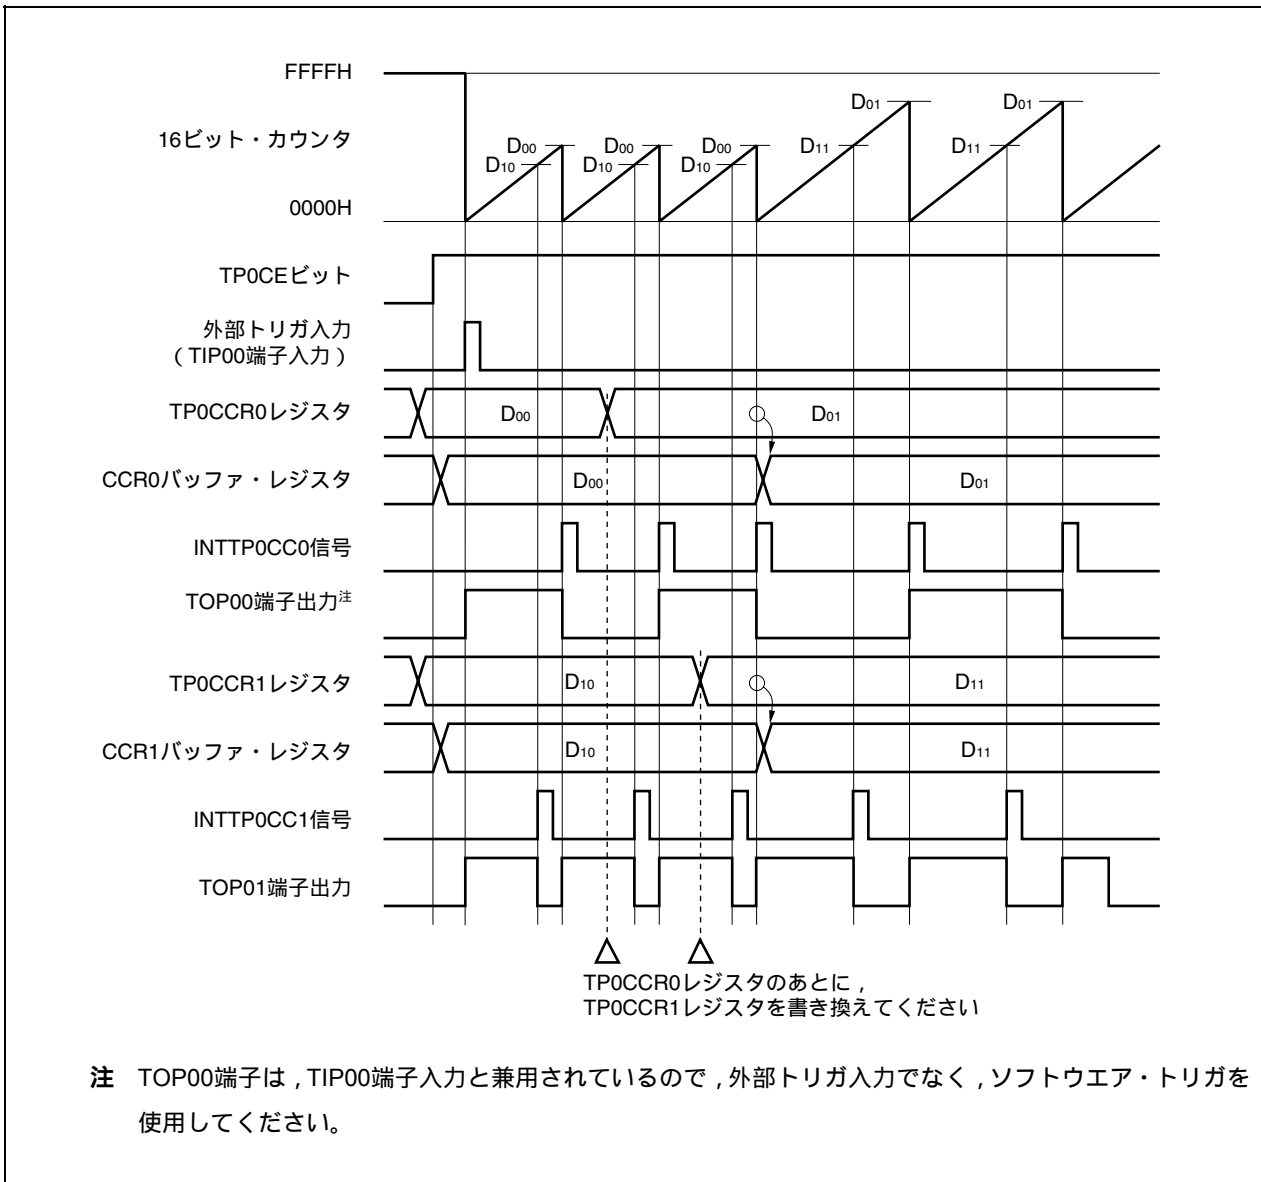 FFFFH
16ビット・カウンタ
0000H
D00 D00 D00 D01 D01
D10 D10 D10 D11 D11
TP0CEビット
外部トリガ入力
(TIP00端子入力)
TP0CCR0レジスタ D00 D01
CCR0バッファ・レジスタ D00 D01
INTTP0CC0信号
TOP00端子出力注
TP0CCR1レジスタ D10 D11
CCR1バッファ・レジスタ D10 D11
INTTP0CC1信号
TOP01端子出力
TP0CCR0レジスタのあとに,
TP0CCR1レジスタを書き換えてください
注 TOP00端子は,TIP00端子入力と兼用されているので,外部トリガ入力でなく,ソフトウエア・トリガを
使用してください。